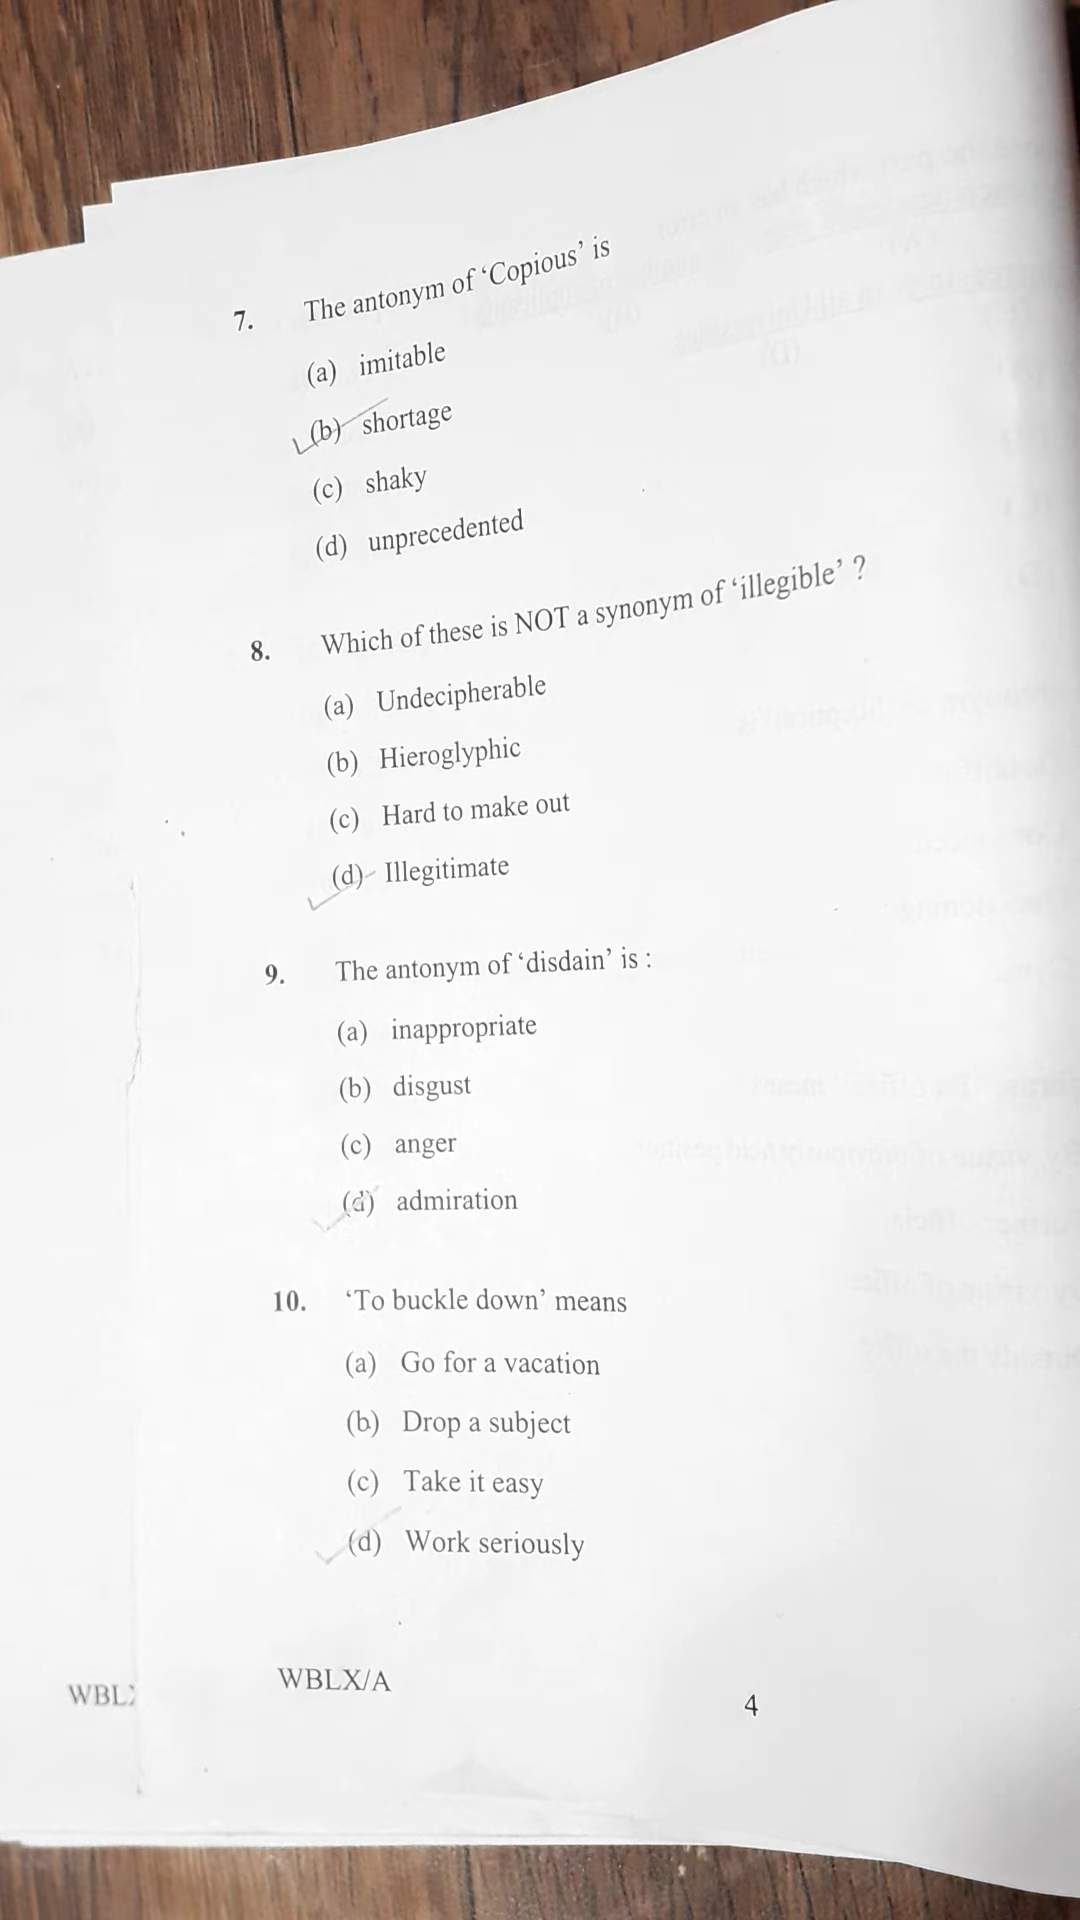 7. The antonym of ‘Copious’ is
(a) imitable
(b) shortage
(c) shaky
(d) unprecedented
8. Which of these is NOT a synonym of ‘illegible’ ?
(a) Undecipherable
(b) Hieroglyphic
(c) Hard to make out
(d) Illegitimate
9. The antonym of ‘disdain’ is :
(a) inappropriate
(b) disgust
(c) anger
(d) admiration
10. ‘To buckle down’ means
(a) Go for a vacation
(b) Drop a subject
(c) Take it easy
(d) Work seriously
WBLX/A
4